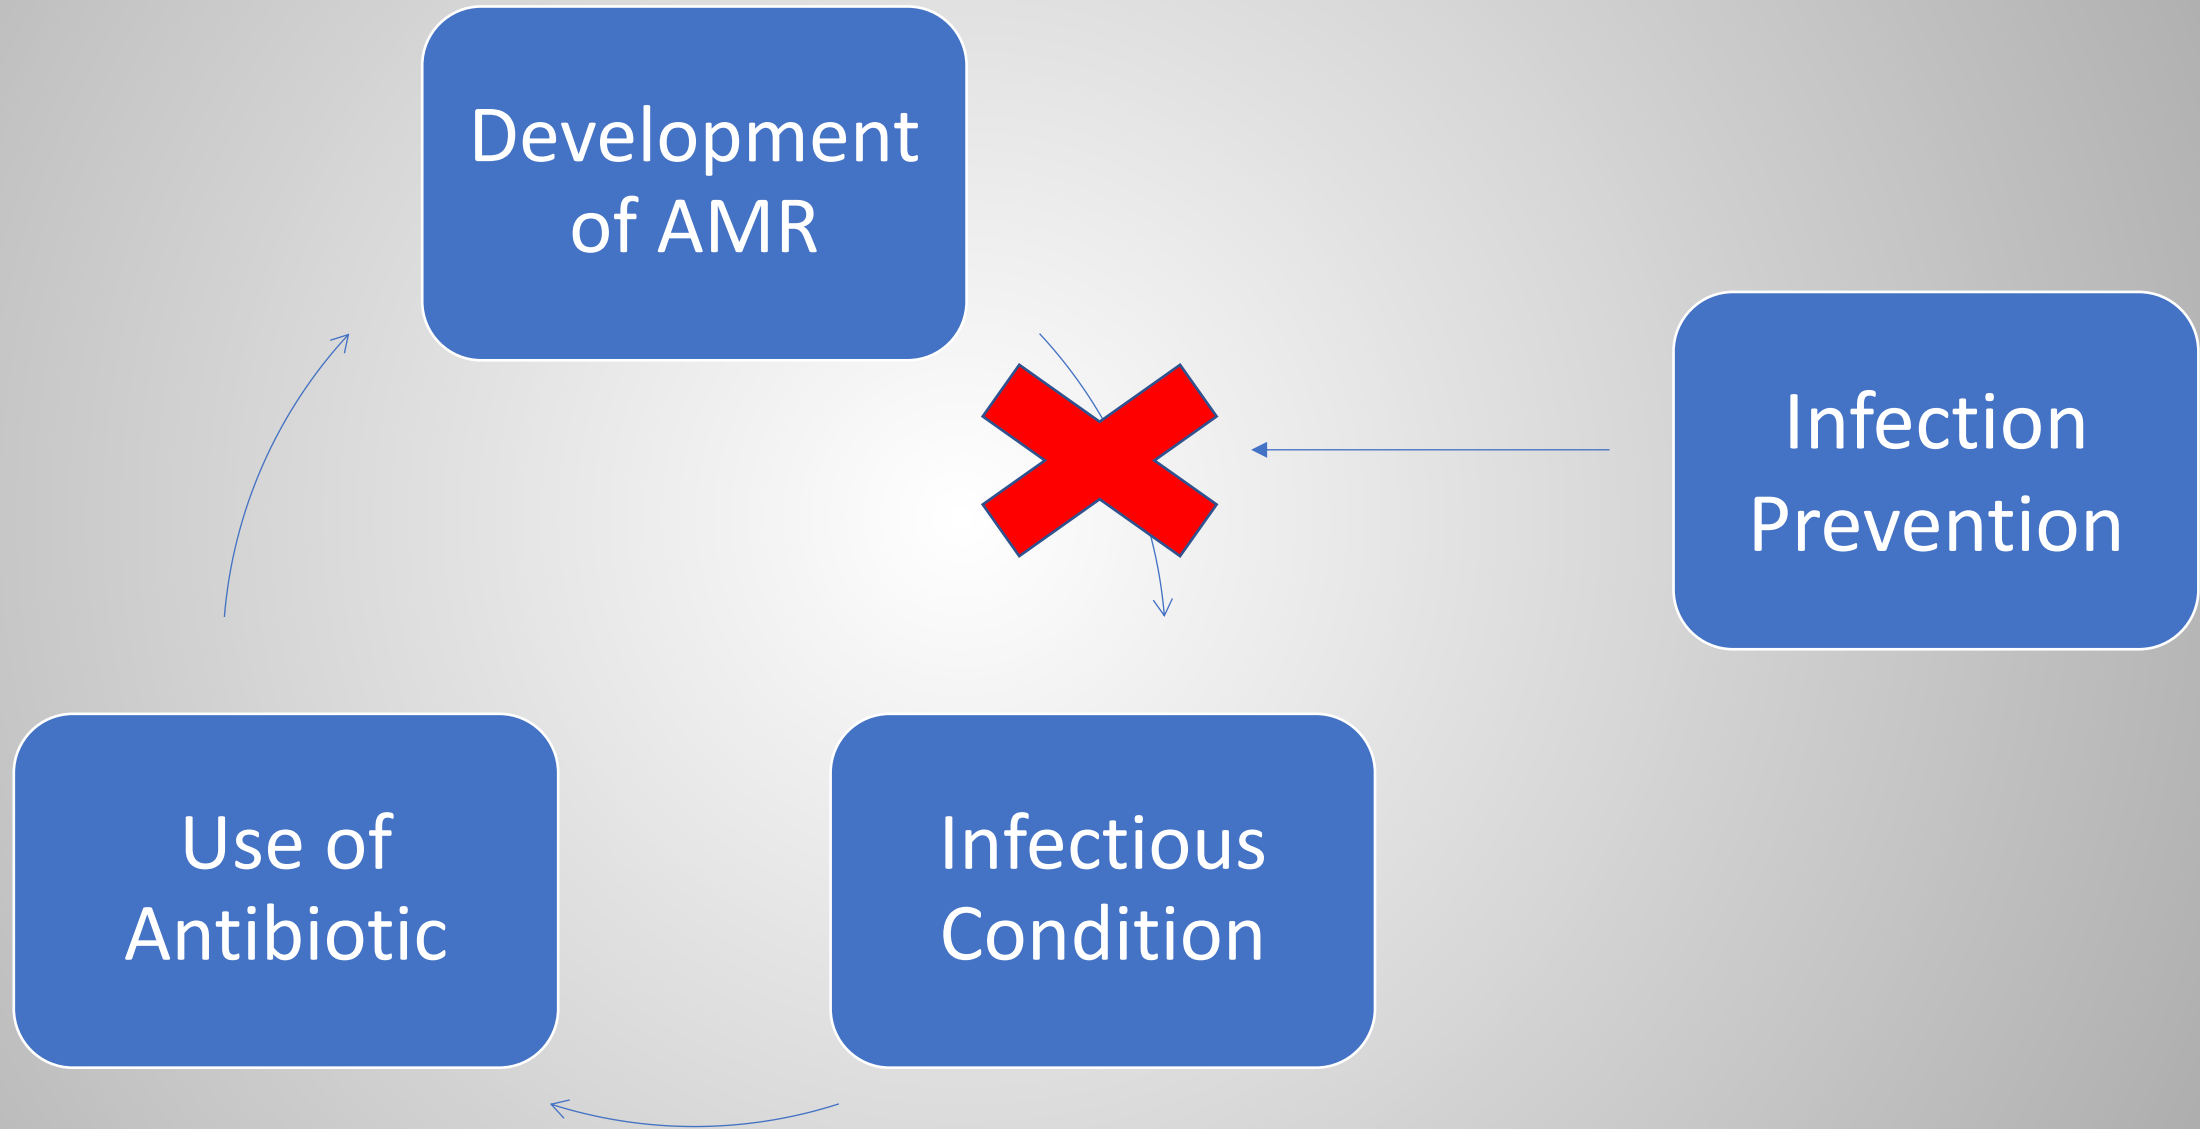 Development
of AMR
Infection
Prevention
Use of
Antibiotic
Infectious
Condition